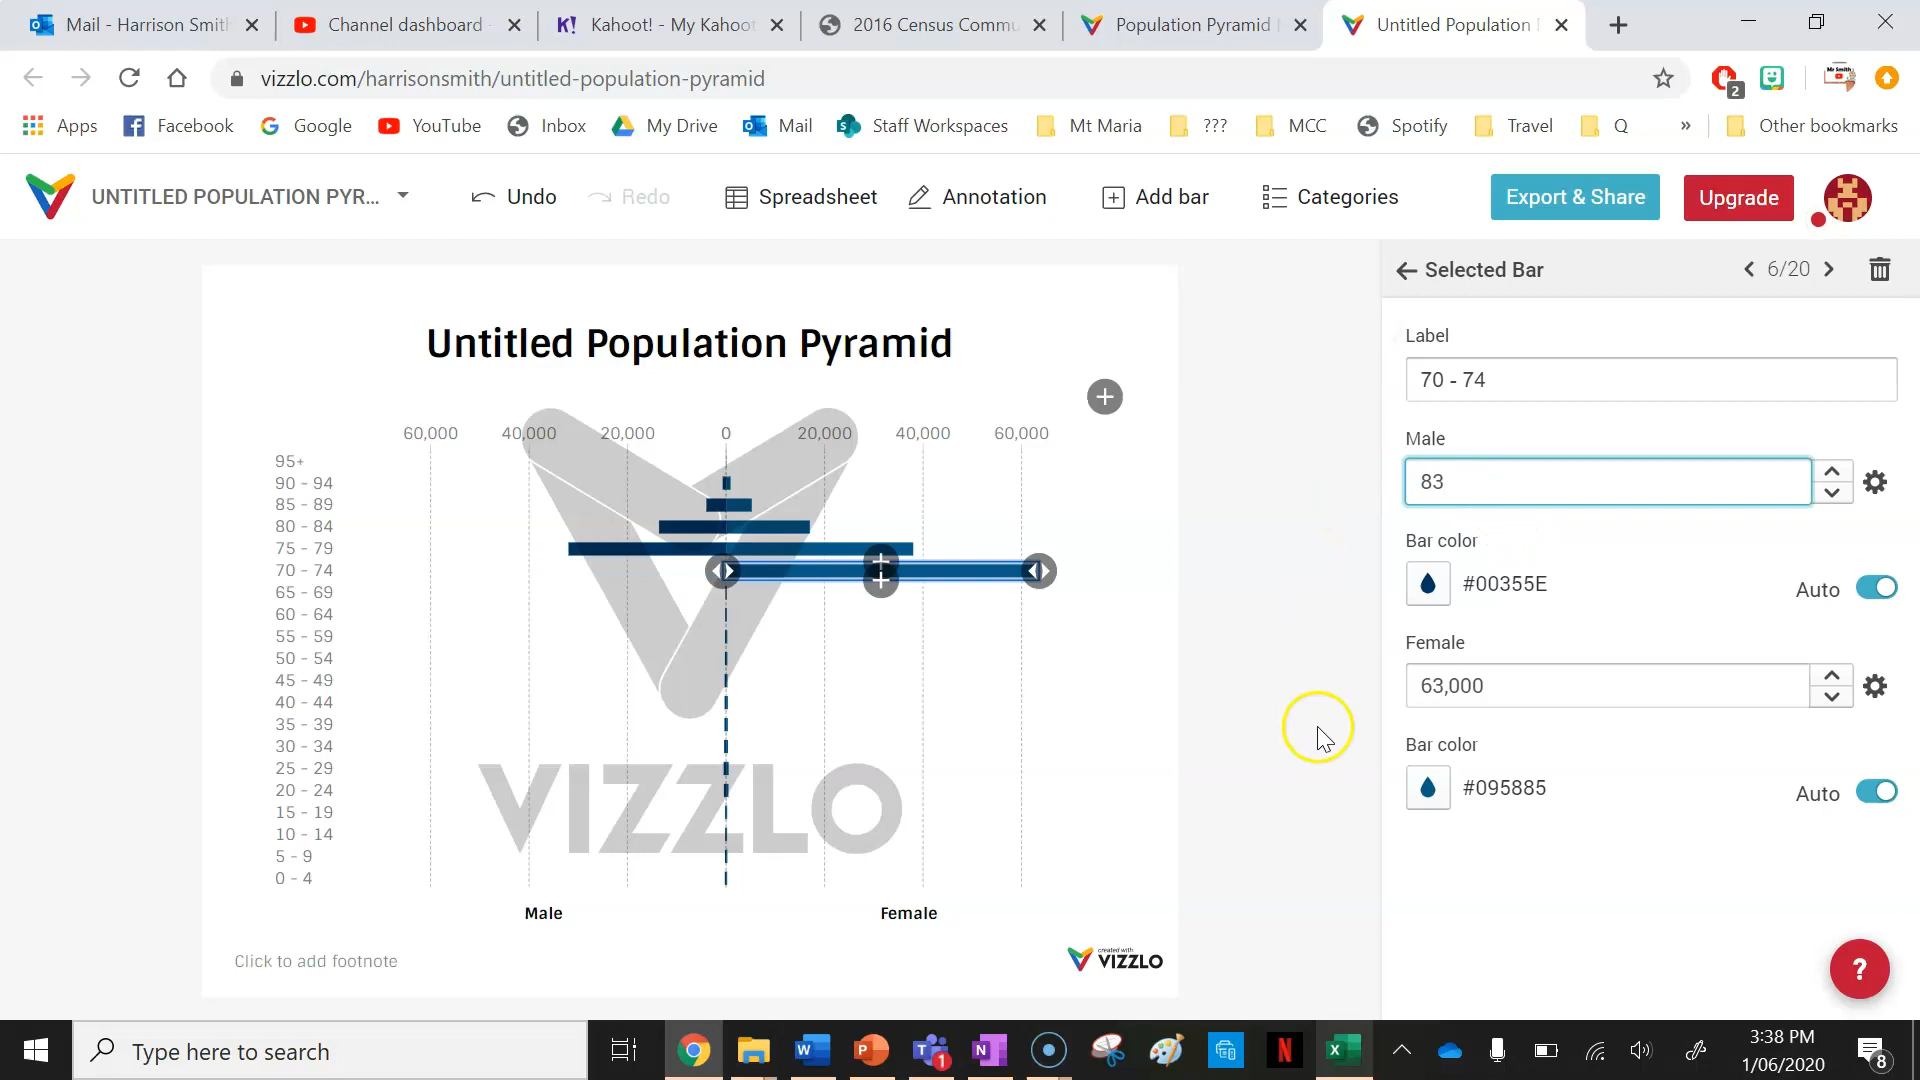 Mail - Harrison Smith
Channel dashboard
Kahoot! - My Kahoot
2016 Census Commu
Population Pyramid
Untitled Population
vizzlo.com/harrisonsmith/untitled-population-pyramid
2
Apps
Facebook
Google
YouTube
Inbox
My Drive
Mail
Staff Workspaces
Mt Maria
???
MCC
Spotify
Travel
Q
»
Other bookmarks
UNTITLED POPULATION PYR...
Undo
Redo
Spreadsheet
Annotation
Add bar
Categories
Export & Share
Upgrade
Selected Bar
6/20
Untitled Population Pyramid
60,000 40,000 20,000 0 20,000 40,000 60,000
95+
90 - 94
85 - 89
80 - 84
75 - 79
70 - 74
65 - 69
60 - 64
55 - 59
50 - 54
45 - 49
40 - 44
35 - 39
30 - 34
25 - 29
20 - 24
15 - 19
10 - 14
5 - 9
0 - 4
VIZZLO
Male
Female
Click to add footnote
created with
VIZZLO
Label
70 - 74
Male
83
Bar color
#00355E
Auto
Female
63,000
Bar color
#095885
Auto
?
Type here to search
1
3:38 PM
1/06/2020
8